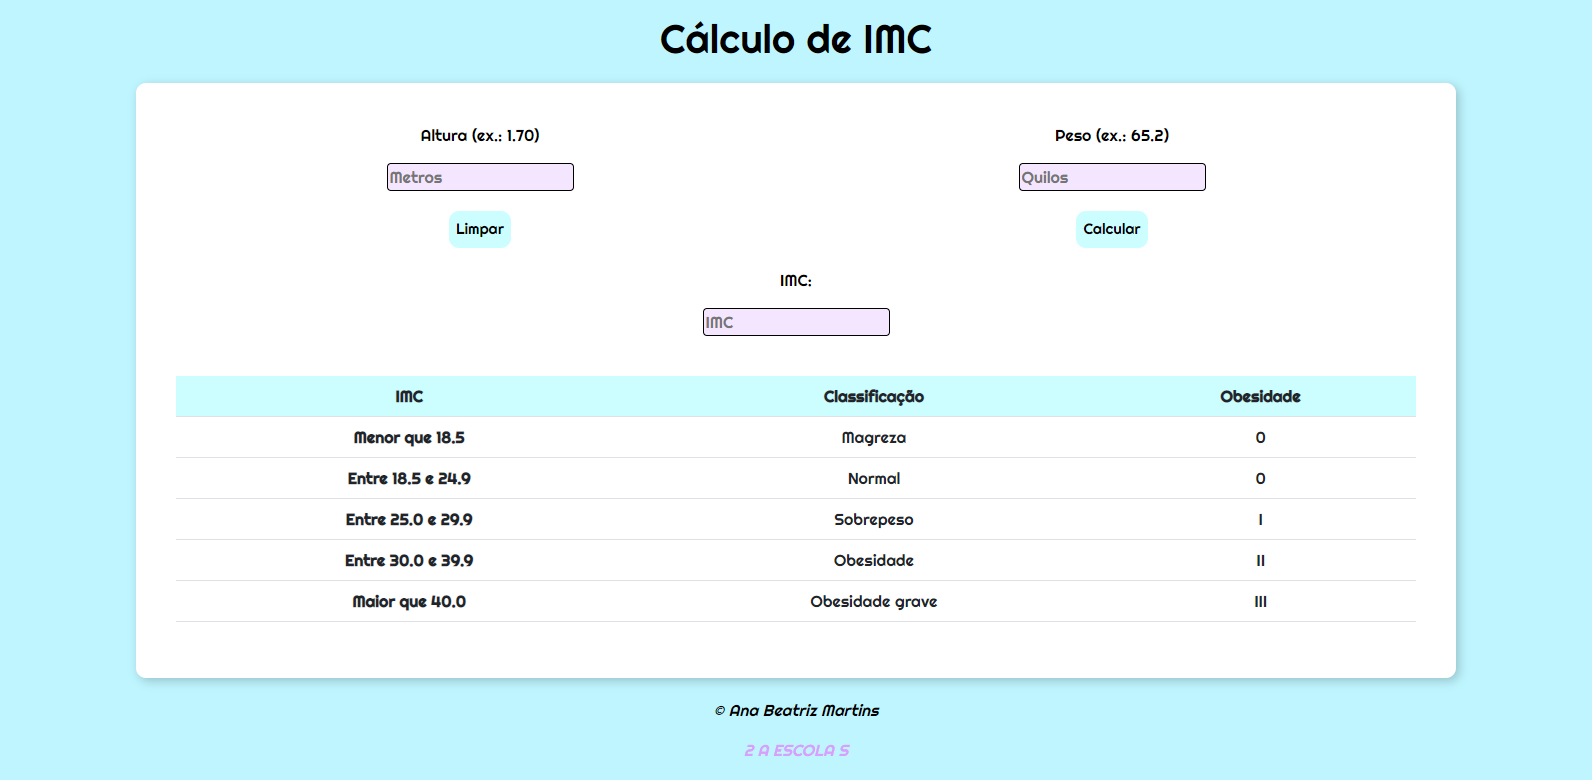 Cálculo de IMC
Altura (ex.: 1.70)
Peso (ex.: 65.2)
Metros
Quilos
Limpar
Calcular
IMC:
IMC
IMC Classificação Obesidade
Menor que 18.5 Magreza 0
Entre 18.5 e 24.9 Normal 0
Entre 25.0 e 29.9 Sobrepeso I
Entre 30.0 e 39.9 Obesidade II
Maior que 40.0 Obesidade grave III
© Ana Beatriz Martins
2 A ESCOLA S